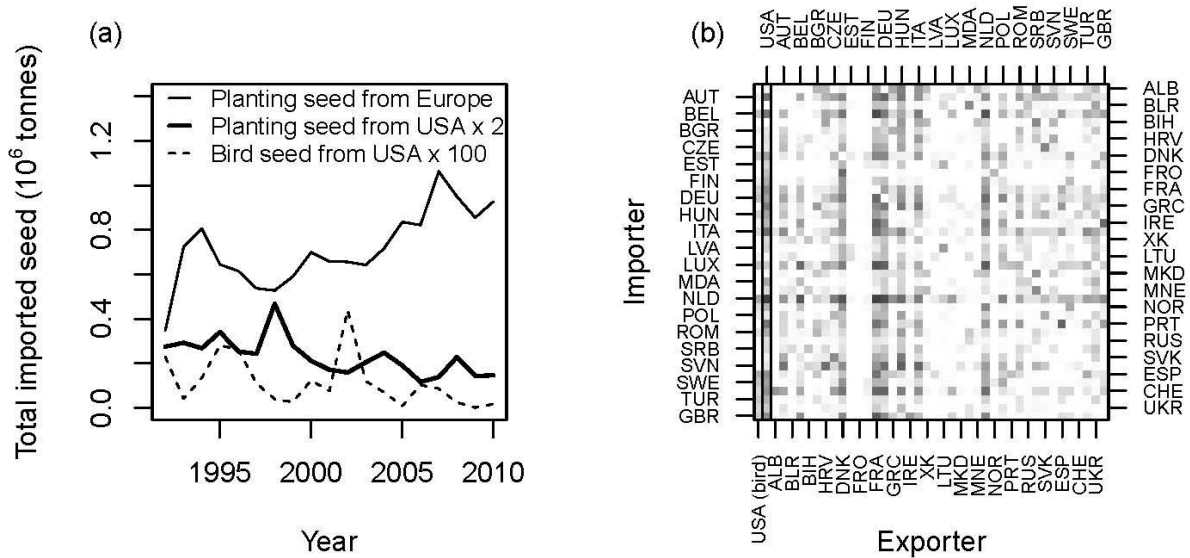 (a)
Total imported seed (10⁶ tonnes)
1.2
0.8
0.4
0.0
Planting seed from Europe
Planting seed from USA x 2
Bird seed from USA x 100
1995 2000 2005 2010
Year
(b)
USA AUT BEL BGR CZE EST FIN DEU HUN ITA LVA LUX MDA NLD POL ROM SRB SVN SWE TUR GBR
Importer
AUT
BEL
BGR
CZE
EST
FIN
DEU
HUN
ITA
LVA
LUX
MDA
NLD
POL
ROM
SRB
SVN
SWE
TUR
GBR
ALB
BLR
BIH
HRV
DNK
FRO
FRA
GRC
IRE
XK
LTU
MKD
MNE
NOR
PRT
RUS
SVK
ESP
CHE
UKR
USA (bird) ALB BLR BIH HRV DNK FRO FRA GRC IRE XK LTU MKD MNE NOR PRT RUS SVK ESP CHE UKR
Exporter